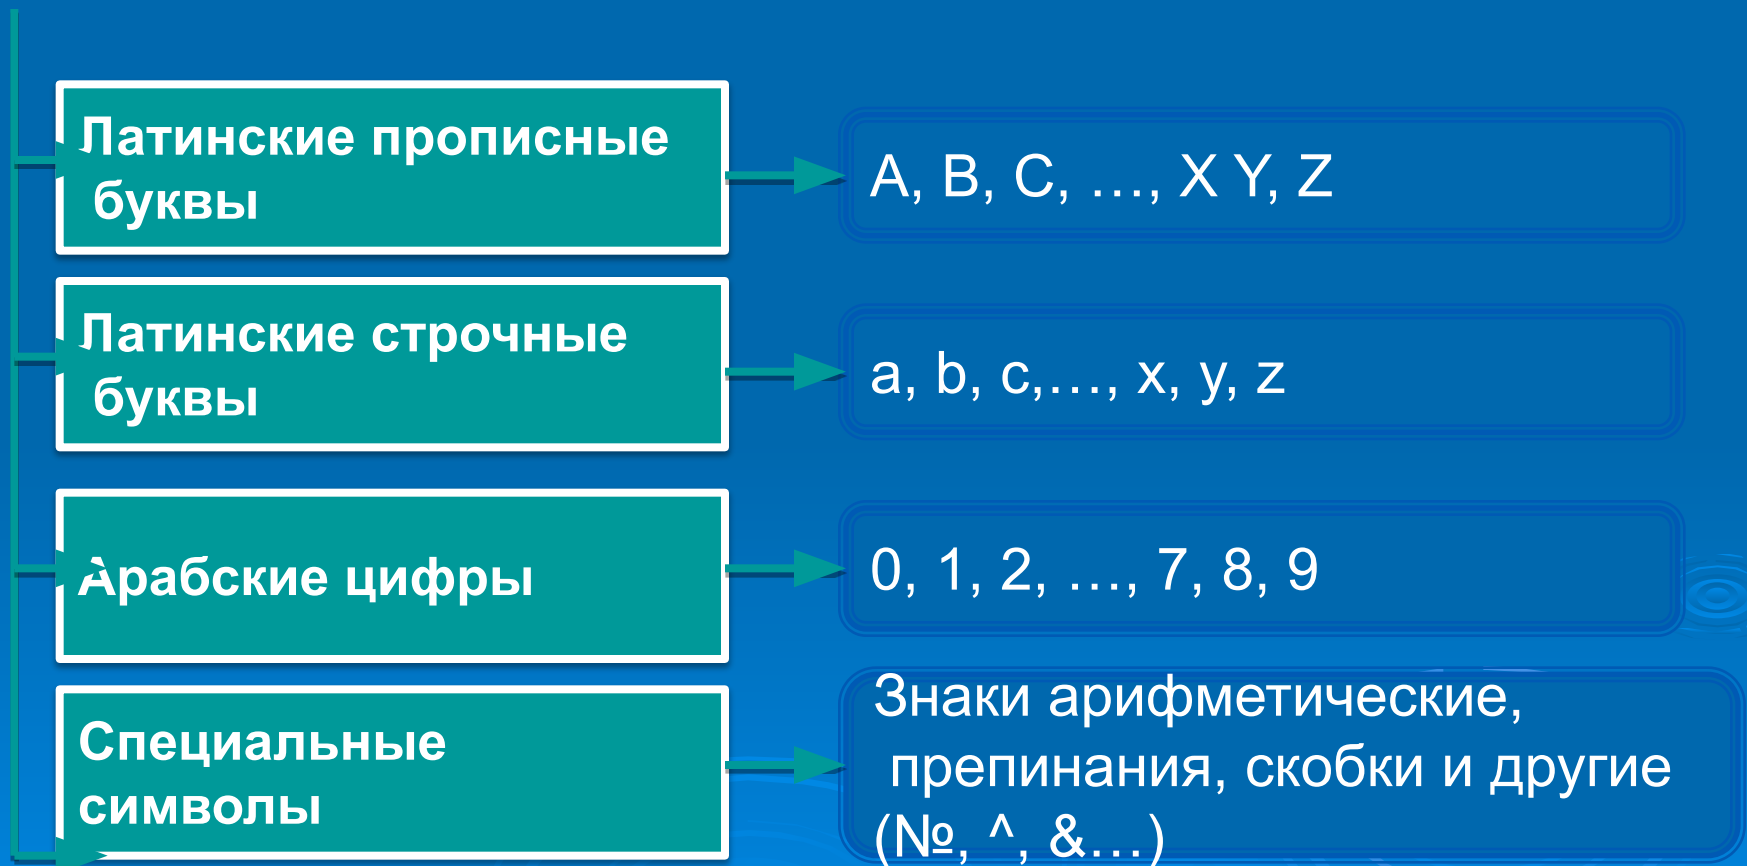 Латинские прописные
буквы
A, B, C, …, X Y, Z
Латинские строчные
буквы
a, b, c,…, x, y, z
Арабские цифры
0, 1, 2, …, 7, 8, 9
Специальные
символы
Знаки арифметические,
препинания, скобки и другие
(№, ^, &…)